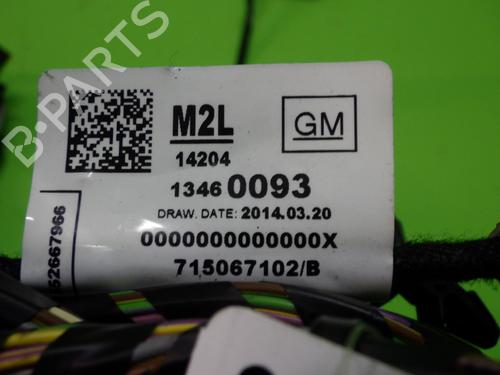 B·PARTS
M2L
GM
14204
1346 0093
DRAW. DATE: 2014.03.20
0000000000000X
715067102/B
52667966